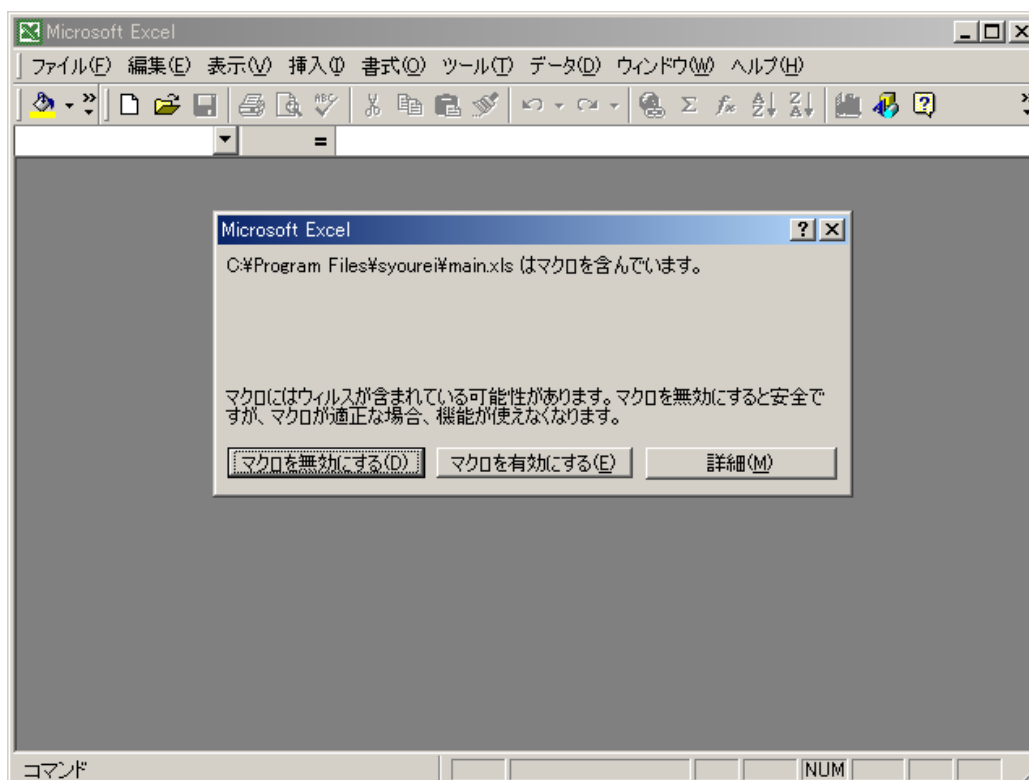 Microsoft Excel
ファイル(F) 編集(E) 表示(V) 挿入(I) 書式(O) ツール(T) データ(D) ウィンドウ(W) ヘルプ(H)
=
Microsoft Excel
C:¥Program Files¥syourei¥main.xls はマクロを含んでいます。
マクロにはウィルスが含まれている可能性があります。マクロを無効にすると安全で
すが、マクロが適正な場合、機能が使えなくなります。
マクロを無効にする(D) マクロを有効にする(E) 詳細(M)
コマンド NUM